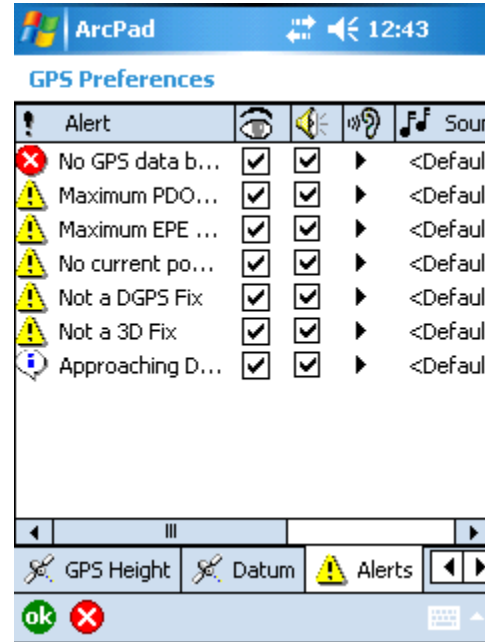 ArcPad 12:43
GPS Preferences
Alert Sour
No GPS data b... <Defaul
Maximum PDO... <Defaul
Maximum EPE ... <Defaul
No current po... <Defaul
Not a DGPS Fix <Defaul
Not a 3D Fix <Defaul
Approaching D... <Defaul
GPS Height Datum Alerts
ok